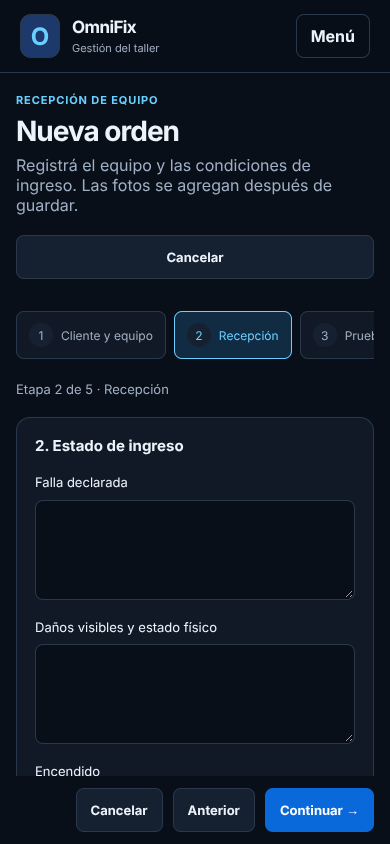 O
OmniFix
Gestión del taller
Menú
RECEPCIÓN DE EQUIPO
Nueva orden
Registrá el equipo y las condiciones de
ingreso. Las fotos se agregan después de
guardar.
Cancelar
1 Cliente y equipo
2 Recepción
3 Prueb
Etapa 2 de 5 · Recepción
2. Estado de ingreso
Falla declarada
Daños visibles y estado físico
Encendido
Cancelar
Anterior
Continuar →